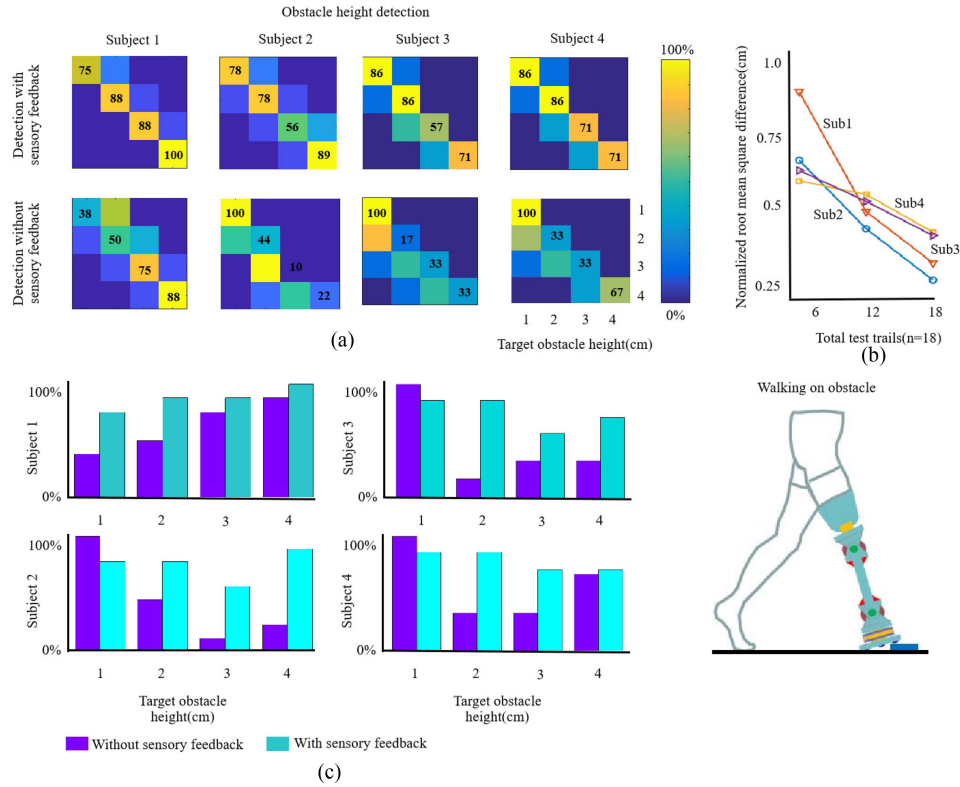 (a)
Obstacle height detection
Subject 1
Subject 2
Subject 3
Subject 4
Detection with
sensory feedback
75
88
88
100
78
78
56
89
86
86
57
71
86
86
71
71
100%
0%
Detection without
sensory feedback
38
50
75
88
100
44
10
22
100
17
33
33
100
33
33
67
1
2
3
4
1 2 3 4
Target obstacle height(cm)
(a)
Normalized root mean square difference(cm)
1.0
0.75
0.5
0.25
Sub1
Sub4
Sub2
Sub3
6 12 18
Total test trails(n=18)
(b)
(c)
Subject 1
100%
0%
1 2 3 4
Subject 3
100%
0%
1 2 3 4
Subject 2
100%
0%
1 2 3 4
Target obstacle
height(cm)
Subject 4
100%
0%
1 2 3 4
Target obstacle
height(cm)
Without sensory feedback
With sensory feedback
(c)
Walking on obstacle